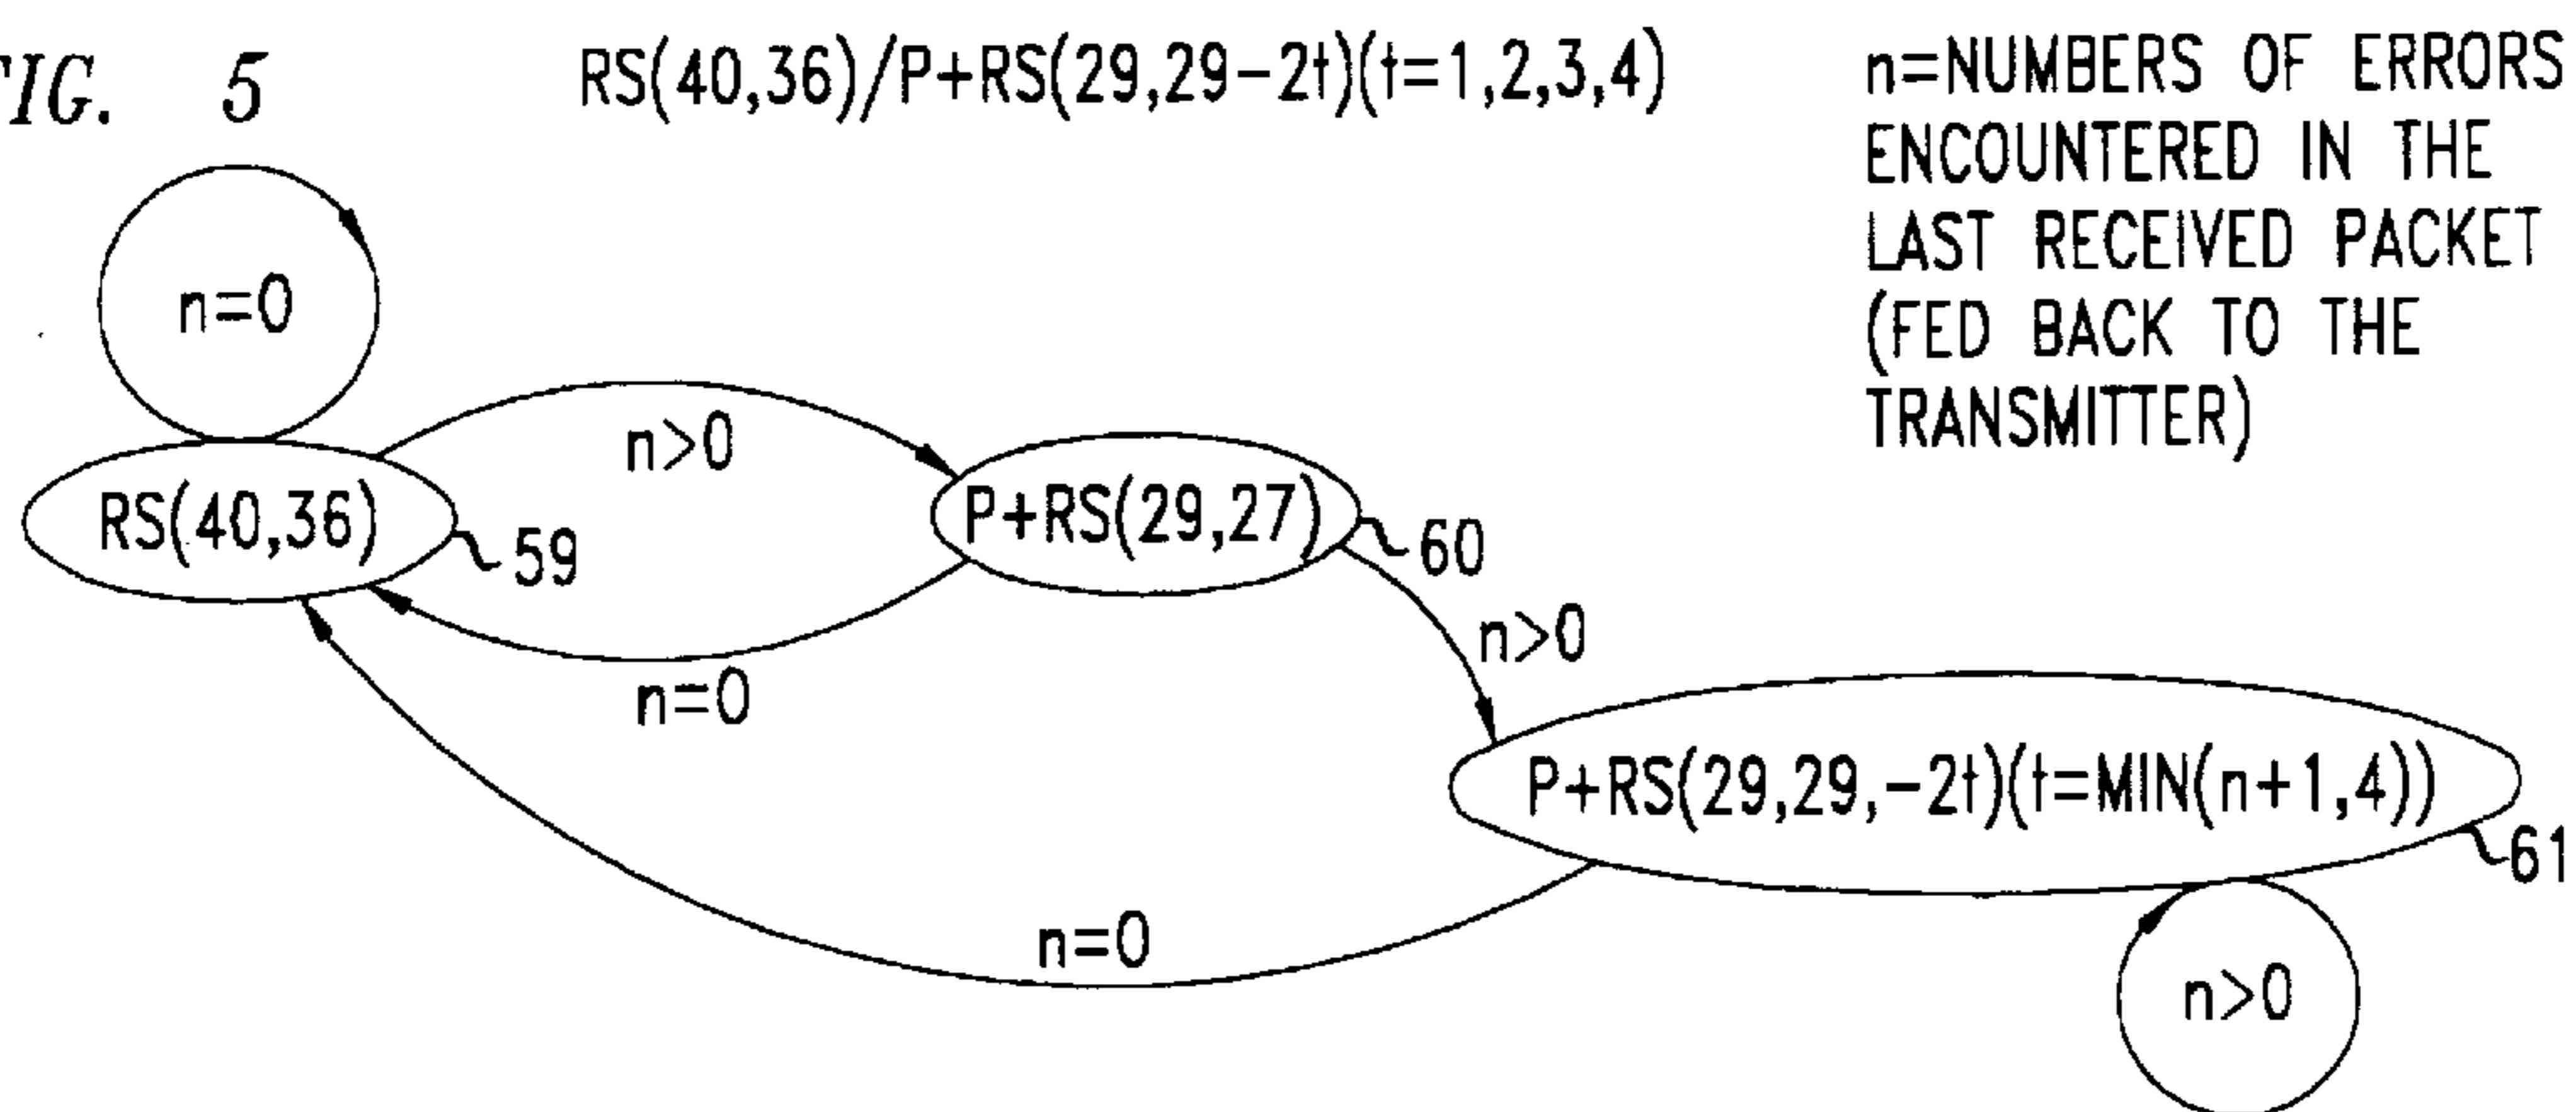 FIG. 5
RS(40,36)/P+RS(29,29-2t)(t=1,2,3,4)
n=NUMBERS OF ERRORS
ENCOUNTERED IN THE
LAST RECEIVED PACKET
(FED BACK TO THE
TRANSMITTER)
n=0
n>0
RS(40,36)
59
P+RS(29,27)
60
n>0
n=0
P+RS(29,29,-2t)(t=MIN(n+1,4))
61
n=0
n>0